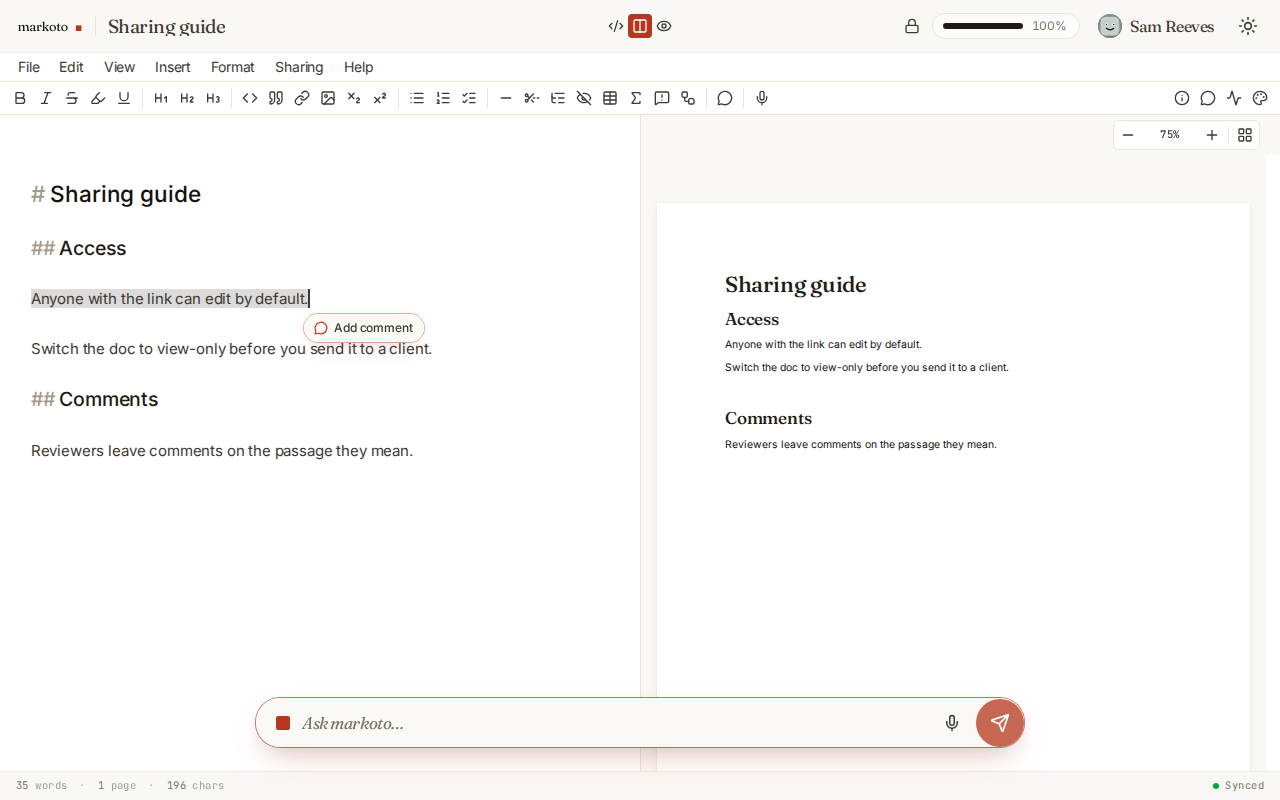 markoto
Sharing guide
100%
Sam Reeves
File Edit View Insert Format Sharing Help
H1 H2 H3
75%
# Sharing guide
## Access
Anyone with the link can edit by default.
Add comment
Switch the doc to view-only before you send it to a client.
## Comments
Reviewers leave comments on the passage they mean.
Sharing guide
Access
Anyone with the link can edit by default.
Switch the doc to view-only before you send it to a client.
Comments
Reviewers leave comments on the passage they mean.
Ask markoto...
35 words · 1 page · 196 chars
Synced